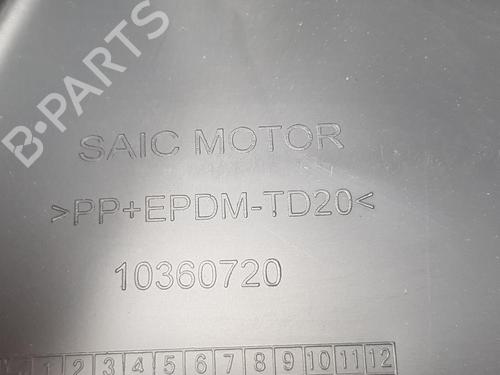 B-PARTS
SAIC MOTOR
>PP+EPDM-TD20<
10360720
1 2 3 4 5 6 7 8 9 10 11 12